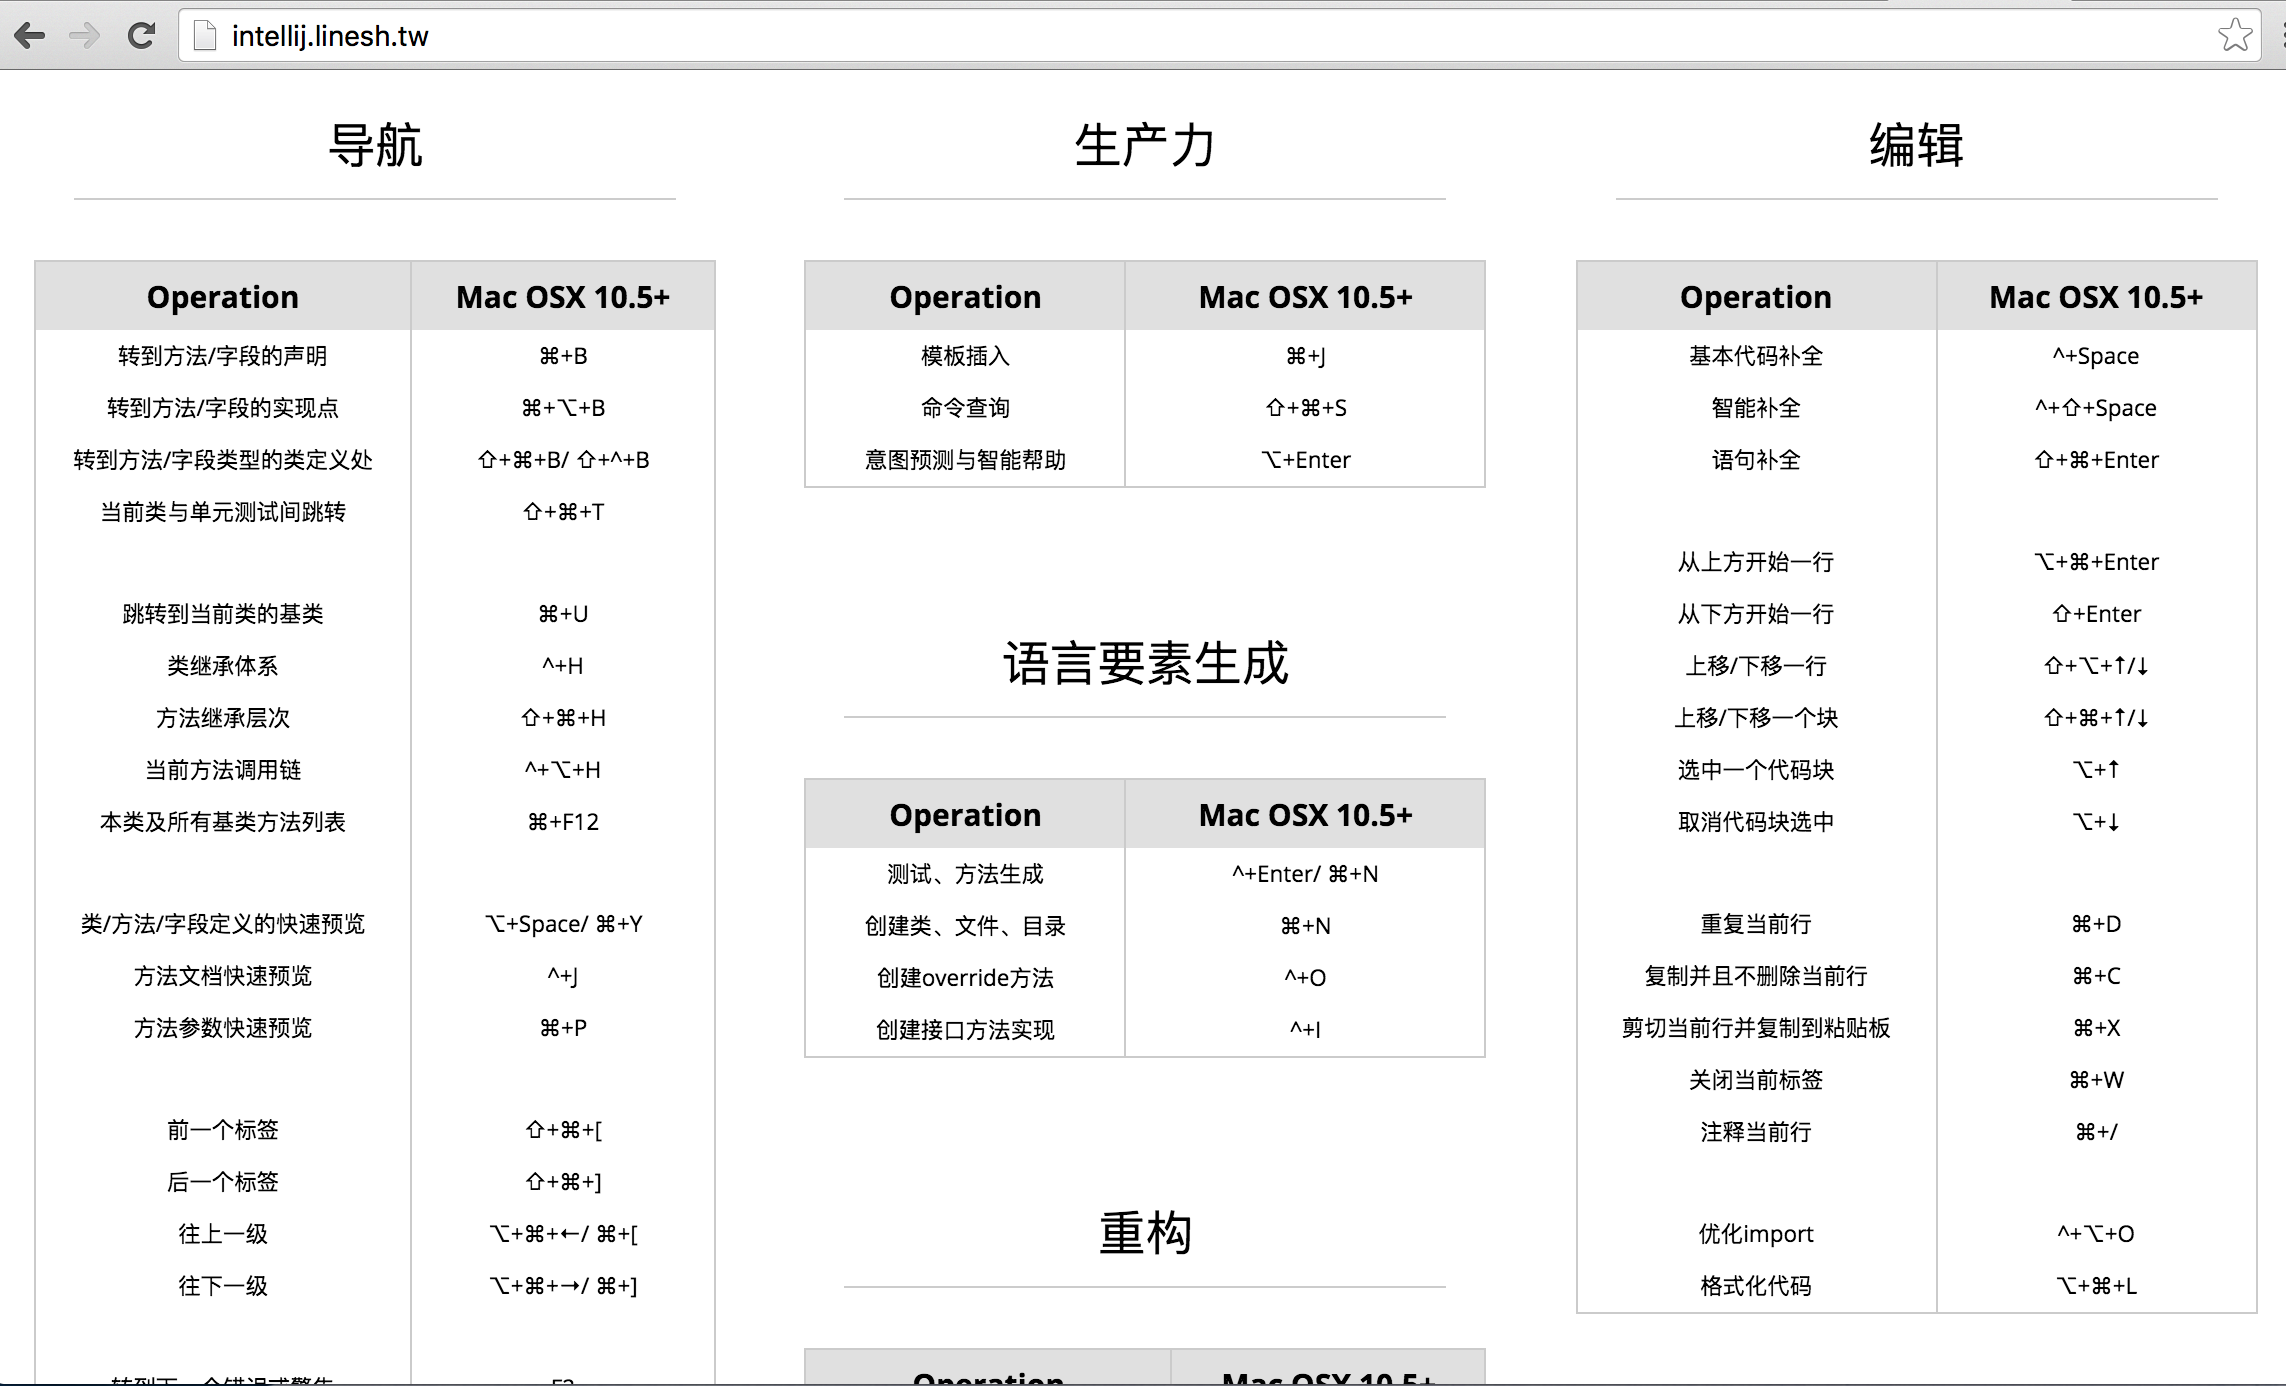 intellij.linesh.tw
导航
Operation Mac OSX 10.5+
转到方法/字段的声明 ⌘+B
转到方法/字段的实现点 ⌘+⌥+B
转到方法/字段类型的类定义处 ⇧+⌘+B/ ⇧+^+B
当前类与单元测试间跳转 ⇧+⌘+T
跳转到当前类的基类 ⌘+U
类继承体系 ^+H
方法继承层次 ⇧+⌘+H
当前方法调用链 ^+⌥+H
本类及所有基类方法列表 ⌘+F12
类/方法/字段定义的快速预览 ⌥+Space/ ⌘+Y
方法文档快速预览 ^+J
方法参数快速预览 ⌘+P
前一个标签 ⇧+⌘+[
后一个标签 ⇧+⌘+]
往上一级 ⌥+⌘+←/ ⌘+[
往下一级 ⌥+⌘+→/ ⌘+]
生产力
Operation Mac OSX 10.5+
模板插入 ⌘+J
命令查询 ⇧+⌘+S
意图预测与智能帮助 ⌥+Enter
语言要素生成
Operation Mac OSX 10.5+
测试、方法生成 ^+Enter/ ⌘+N
创建类、文件、目录 ⌘+N
创建override方法 ^+O
创建接口方法实现 ^+I
重构
Operation Mac OSX 10.5+
编辑
Operation Mac OSX 10.5+
基本代码补全 ^+Space
智能补全 ^+⇧+Space
语句补全 ⇧+⌘+Enter
从上方开始一行 ⌥+⌘+Enter
从下方开始一行 ⇧+Enter
上移/下移一行 ⇧+⌥+↑/↓
上移/下移一个块 ⇧+⌘+↑/↓
选中一个代码块 ⌥+↑
取消代码块选中 ⌥+↓
重复当前行 ⌘+D
复制并且不删除当前行 ⌘+C
剪切当前行并复制到粘贴板 ⌘+X
关闭当前标签 ⌘+W
注释当前行 ⌘+/
优化import ^+⌥+O
格式化代码 ⌥+⌘+L